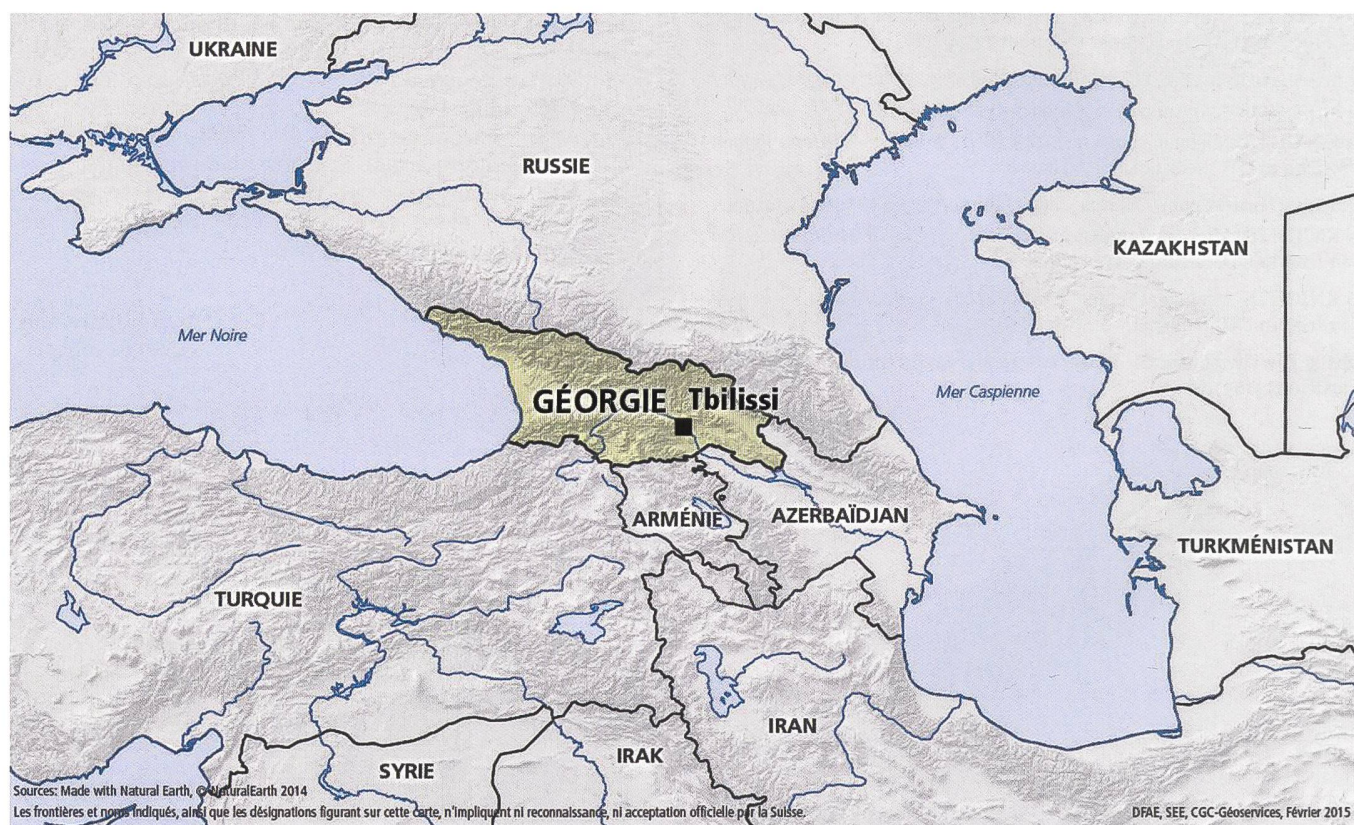 UKRAINE
RUSSIE
KAZAKHSTAN
Mer Noire
Mer Caspienne
GÉORGIE Tbilissi
ARMÉNIE
AZERBAÏDJAN
TURKMÉNISTAN
TURQUIE
IRAN
IRAK
SYRIE
Sources: Made with Natural Earth, © NaturalEarth 2014
Les frontières et noms indiqués, ainsi que les désignations figurant sur cette carte, n'impliquent ni reconnaissance, ni acceptation officielle par la Suisse.
DFAE, SEE, CGC-Géoservices, Février 2015